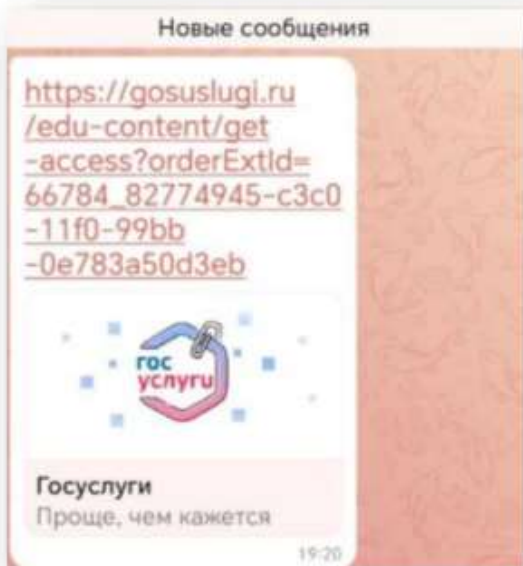 Новые сообщения
https://gosuslugi.ru
/edu-content/get
-access?orderExtId=
66784_82774945-c3c0
-11f0-99bb
-0e783a50d3eb
гос
услуги
Госуслуги
Проще, чем кажется
19:20